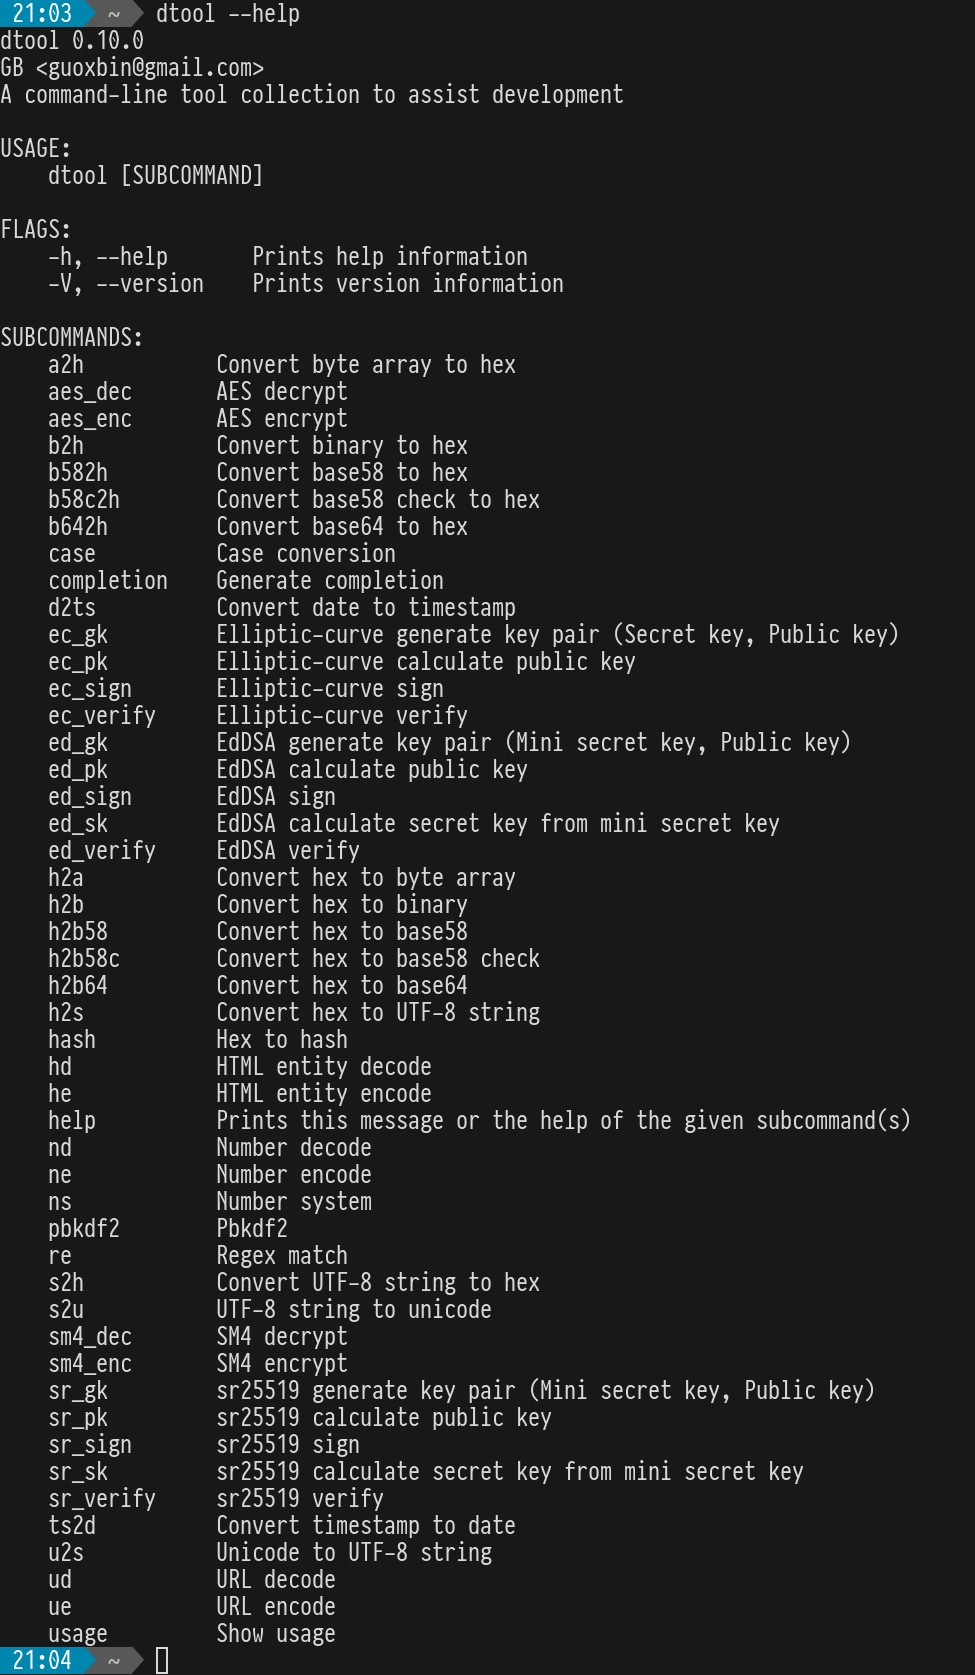 21:03 ~ dtool --help
dtool 0.10.0
GB <guoxbin@gmail.com>
A command-line tool collection to assist development

USAGE:
    dtool [SUBCOMMAND]

FLAGS:
    -h, --help       Prints help information
    -V, --version    Prints version information

SUBCOMMANDS:
    a2h           Convert byte array to hex
    aes_dec       AES decrypt
    aes_enc       AES encrypt
    b2h           Convert binary to hex
    b582h         Convert base58 to hex
    b58c2h        Convert base58 check to hex
    b642h         Convert base64 to hex
    case          Case conversion
    completion    Generate completion
    d2ts          Convert date to timestamp
    ec_gk         Elliptic-curve generate key pair (Secret key, Public key)
    ec_pk         Elliptic-curve calculate public key
    ec_sign       Elliptic-curve sign
    ec_verify     Elliptic-curve verify
    ed_gk         EdDSA generate key pair (Mini secret key, Public key)
    ed_pk         EdDSA calculate public key
    ed_sign       EdDSA sign
    ed_sk         EdDSA calculate secret key from mini secret key
    ed_verify     EdDSA verify
    h2a           Convert hex to byte array
    h2b           Convert hex to binary
    h2b58         Convert hex to base58
    h2b58c        Convert hex to base58 check
    h2b64         Convert hex to base64
    h2s           Convert hex to UTF-8 string
    hash          Hex to hash
    hd            HTML entity decode
    he            HTML entity encode
    help          Prints this message or the help of the given subcommand(s)
    nd            Number decode
    ne            Number encode
    ns            Number system
    pbkdf2        Pbkdf2
    re            Regex match
    s2h           Convert UTF-8 string to hex
    s2u           UTF-8 string to unicode
    sm4_dec       SM4 decrypt
    sm4_enc       SM4 encrypt
    sr_gk         sr25519 generate key pair (Mini secret key, Public key)
    sr_pk         sr25519 calculate public key
    sr_sign       sr25519 sign
    sr_sk         sr25519 calculate secret key from mini secret key
    sr_verify     sr25519 verify
    ts2d          Convert timestamp to date
    u2s           Unicode to UTF-8 string
    ud            URL decode
    ue            URL encode
    usage         Show usage
21:04 ~